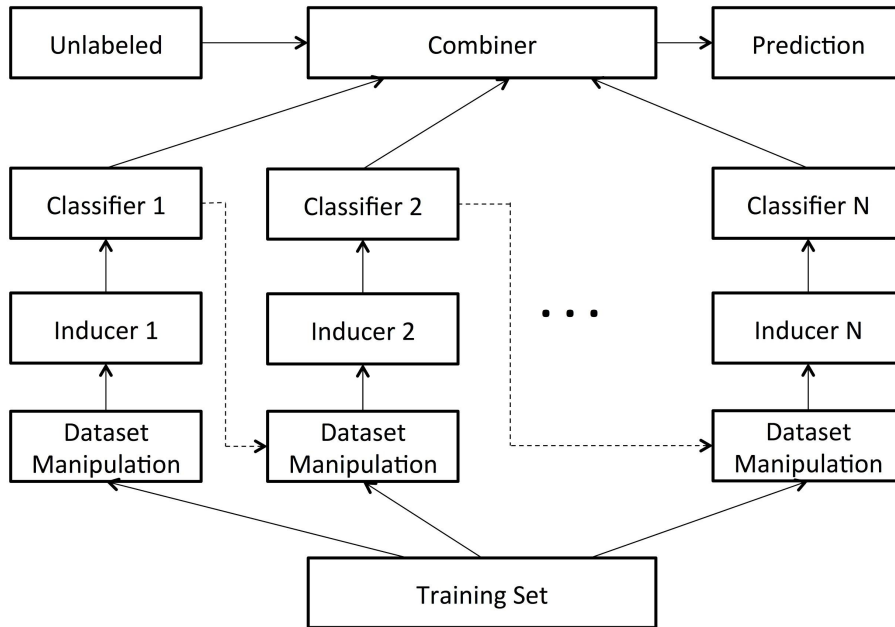 Unlabeled
Combiner
Prediction
Classifier 1
Classifier 2
Classifier N
Inducer 1
Inducer 2
. . .
Inducer N
Dataset
Manipulation
Dataset
Manipulation
Dataset
Manipulation
Training Set